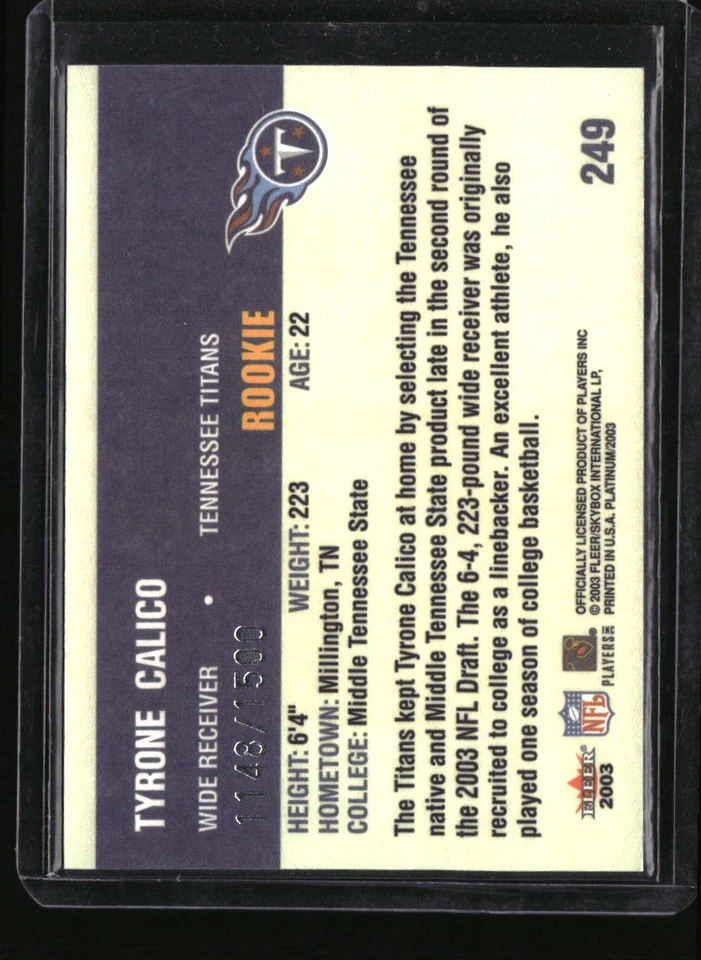 TYRONE CALICO
WIDE RECEIVER • TENNESSEE TITANS
1148/1500 ROOKIE
T
HEIGHT: 6'4" WEIGHT: 223 AGE: 22
HOMETOWN: Millington, TN
COLLEGE: Middle Tennessee State
The Titans kept Tyrone Calico at home by selecting the Tennessee
native and Middle Tennessee State product late in the second round of
the 2003 NFL Draft. The 6-4, 223-pound wide receiver was originally
recruited to college as a linebacker. An excellent athlete, he also
played one season of college basketball.
FLEER
2003
NFL
PLAYERS INC
OFFICIALLY LICENSED PRODUCT OF PLAYERS INC
© 2003 FLEER/SKYBOX INTERNATIONAL LP,
PRINTED IN U.S.A. PLATINUM/2003
249